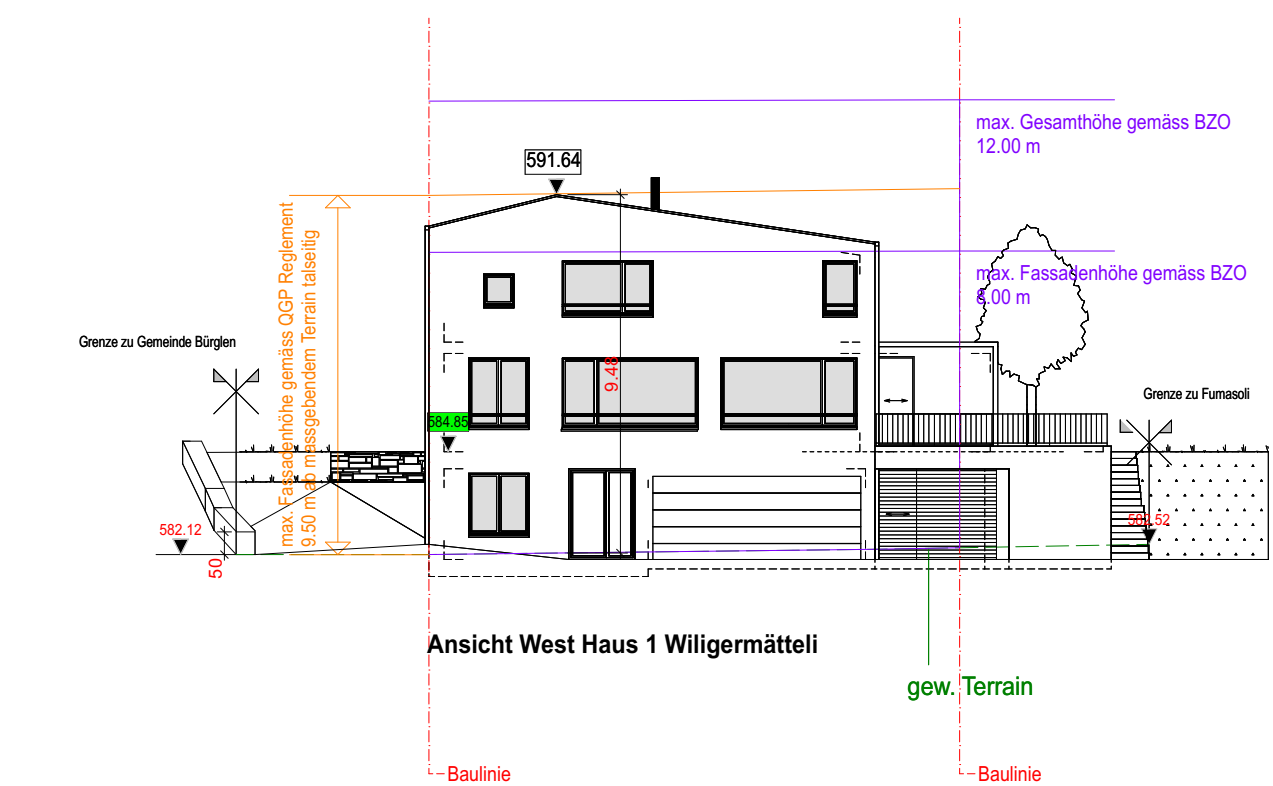 max. Gesamthöhe gemäss BZO
12.00 m
591.64
max. Fassadenhöhe gemäss QGP Reglement
9.50 m ab massgebendem Terrain talseitig
max. Fassadenhöhe gemäss BZO
8.00 m
Grenze zu Gemeinde Bürglen
9.48
Grenze zu Fumasoli
584.85
582.12
582.52
50
Ansicht West Haus 1 Wiligermätteli
gew. Terrain
Baulinie
Baulinie